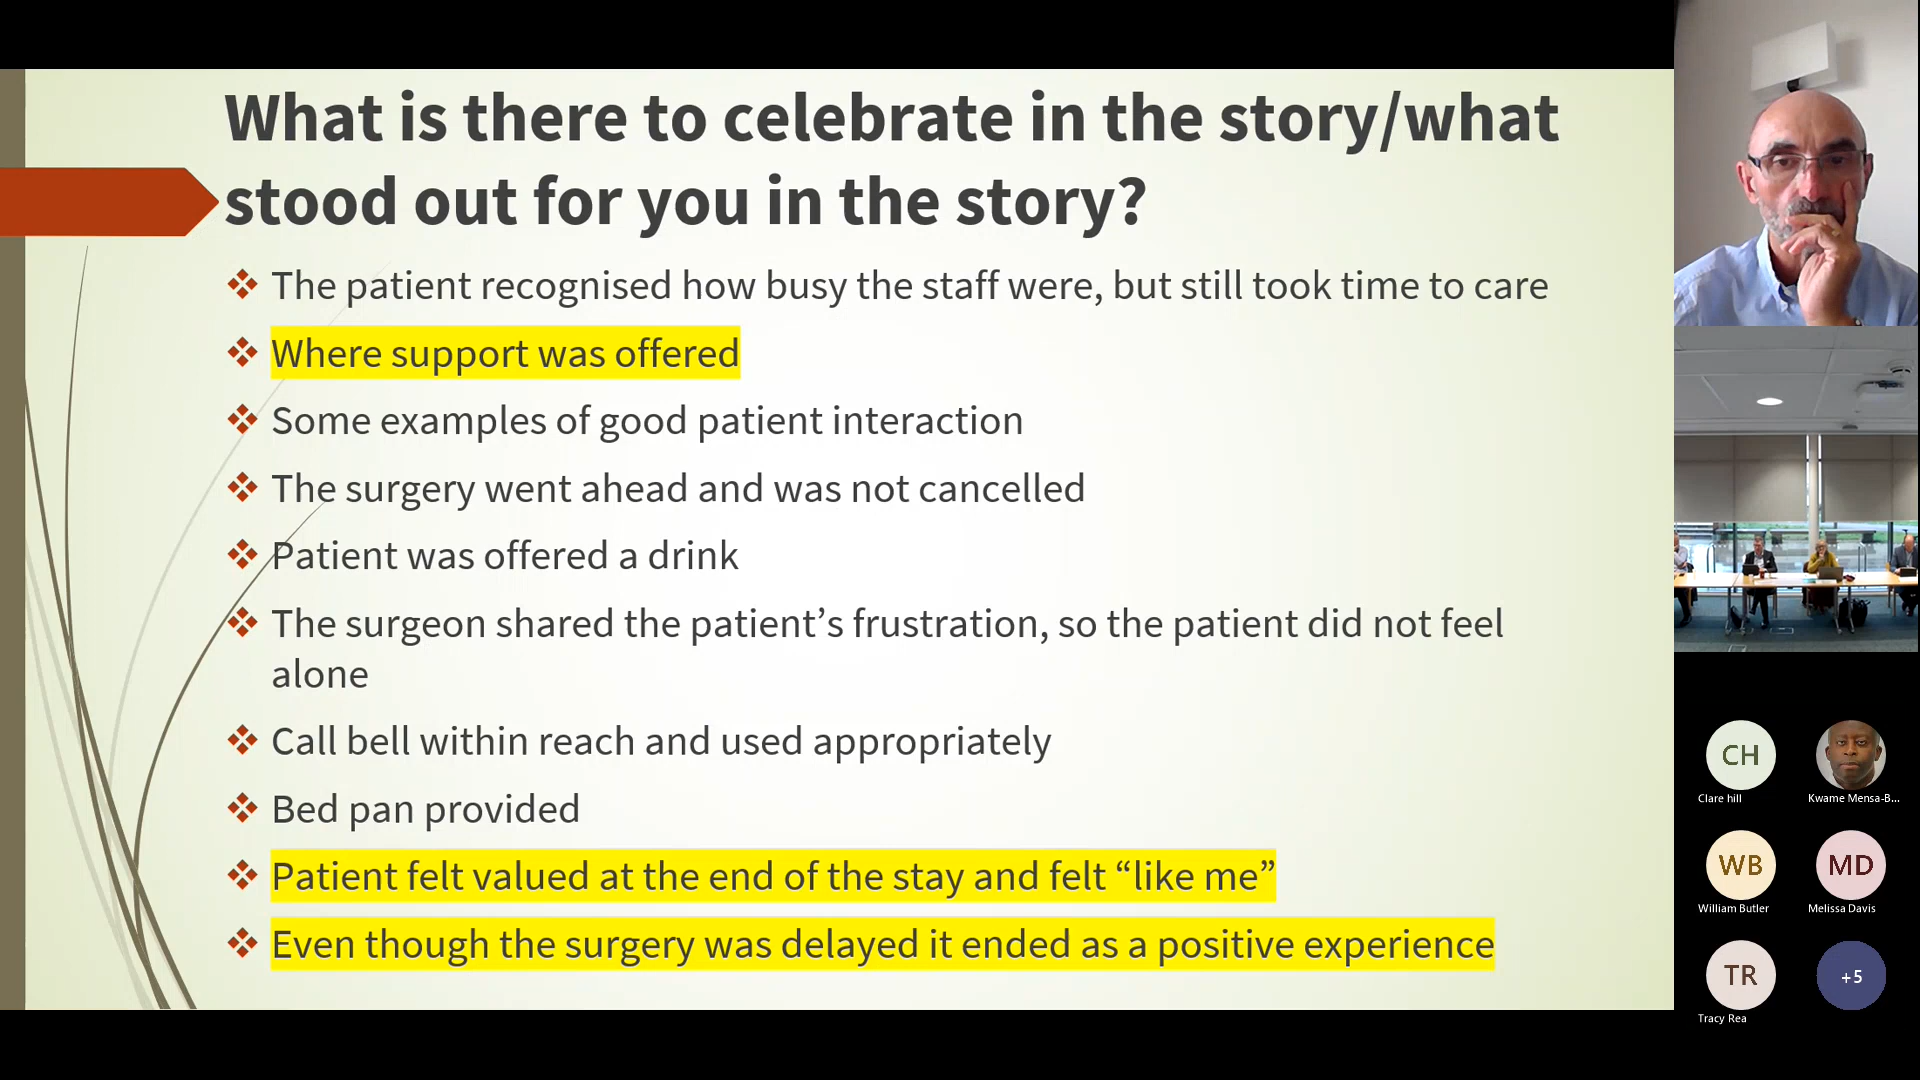 What is there to celebrate in the story/what
stood out for you in the story?
The patient recognised how busy the staff were, but still took time to care
Where support was offered
Some examples of good patient interaction
The surgery went ahead and was not cancelled
Patient was offered a drink
The surgeon shared the patient’s frustration, so the patient did not feel
alone
Call bell within reach and used appropriately
Bed pan provided
Patient felt valued at the end of the stay and felt “like me”
Even though the surgery was delayed it ended as a positive experience
CH
Clare hill
Kwame Mensa-B...
WB
William Butler
MD
Melissa Davis
TR
Tracy Rea
+5